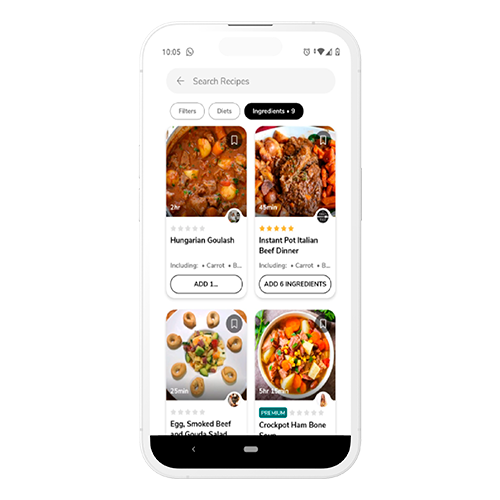 10:05
Search Recipes
Filters
Diets
Ingredients • 9
2hr
45min
Hungarian Goulash
Instant Pot Italian
Beef Dinner
Including: • Carrot • B...
Including: • Carrot • B...
ADD 1...
ADD 6 INGREDIENTS
25min
5hr 15min
Egg, Smoked Beef
and Gouda Salad
PREMIUM
Crockpot Ham Bone
Soup